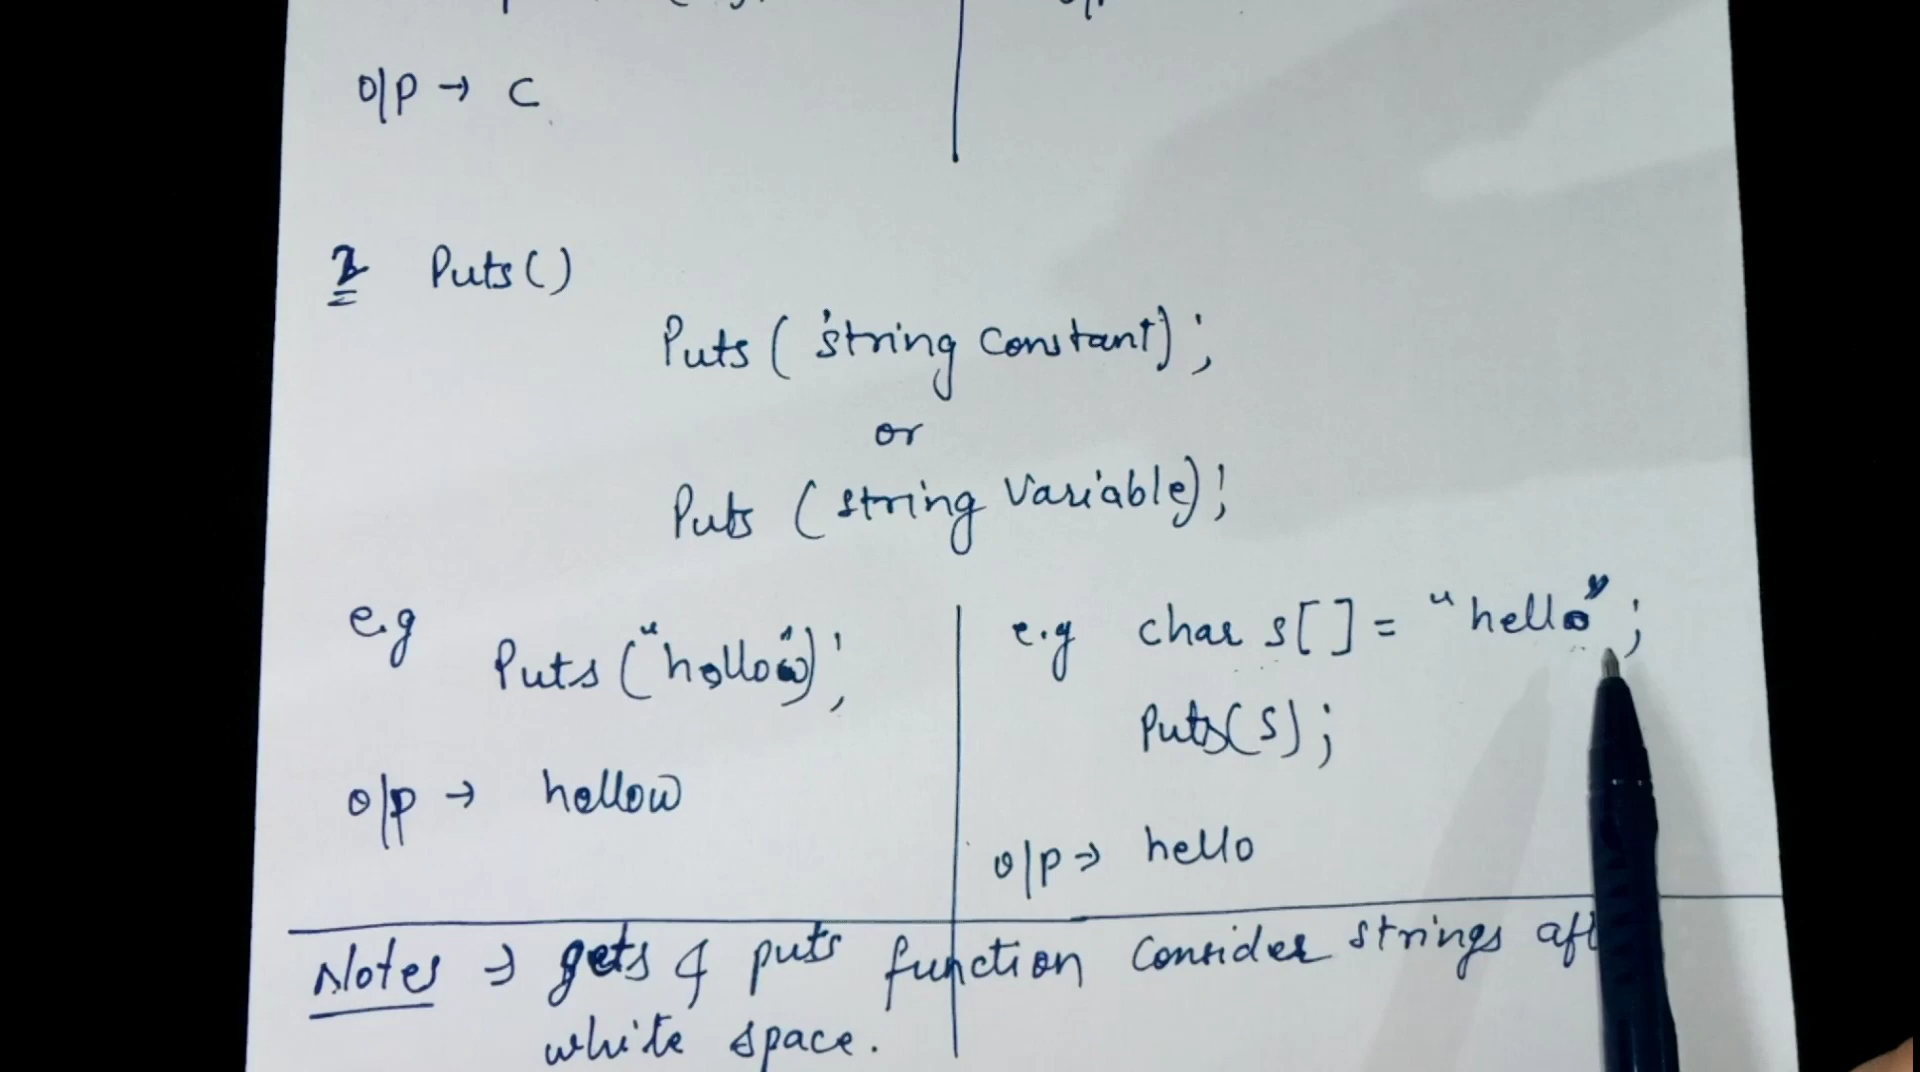 o/p → c
2 Puts()
Puts ( 'string constant);
or
Puts (string Variable);
e.g Puts ("hollow");
o/p → hollow
e.g char s[] = "hello";
Puts(s);
o/p → hello
Notes → gets & puts function consider strings
white space.